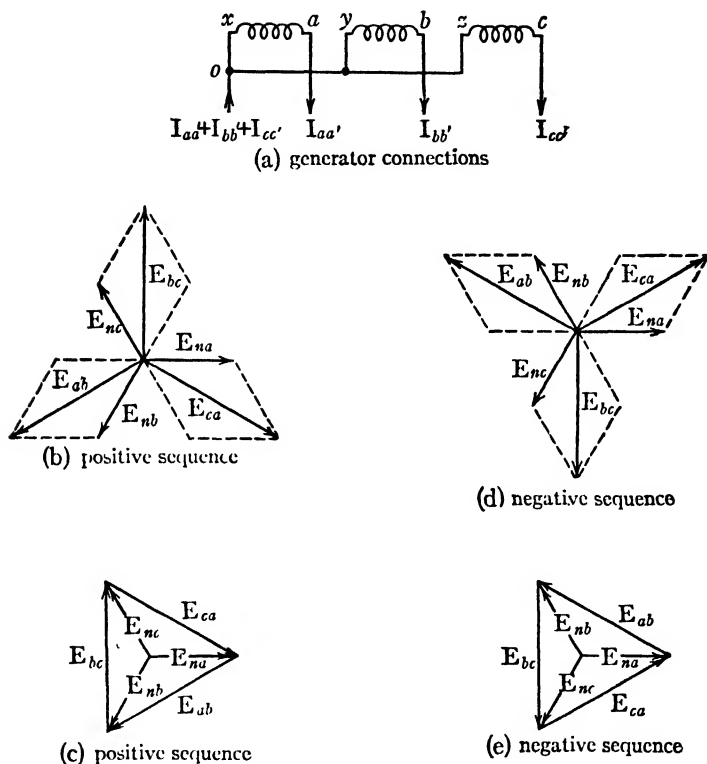 x a y b z c
o
I_aa'+I_bb'+I_cc' I_aa' I_bb' I_cc'
(a) generator connections
E_bc
E_nc
E_na
E_ab
E_nb
E_ca
(b) positive sequence
E_ab E_nb E_ca
E_na
E_nc
E_bc
(d) negative sequence
E_nc E_ca
E_bc
E_na
E_nb
E_ab
(c) positive sequence
E_nb E_ab
E_bc
E_na
E_nc
E_ca
(e) negative sequence